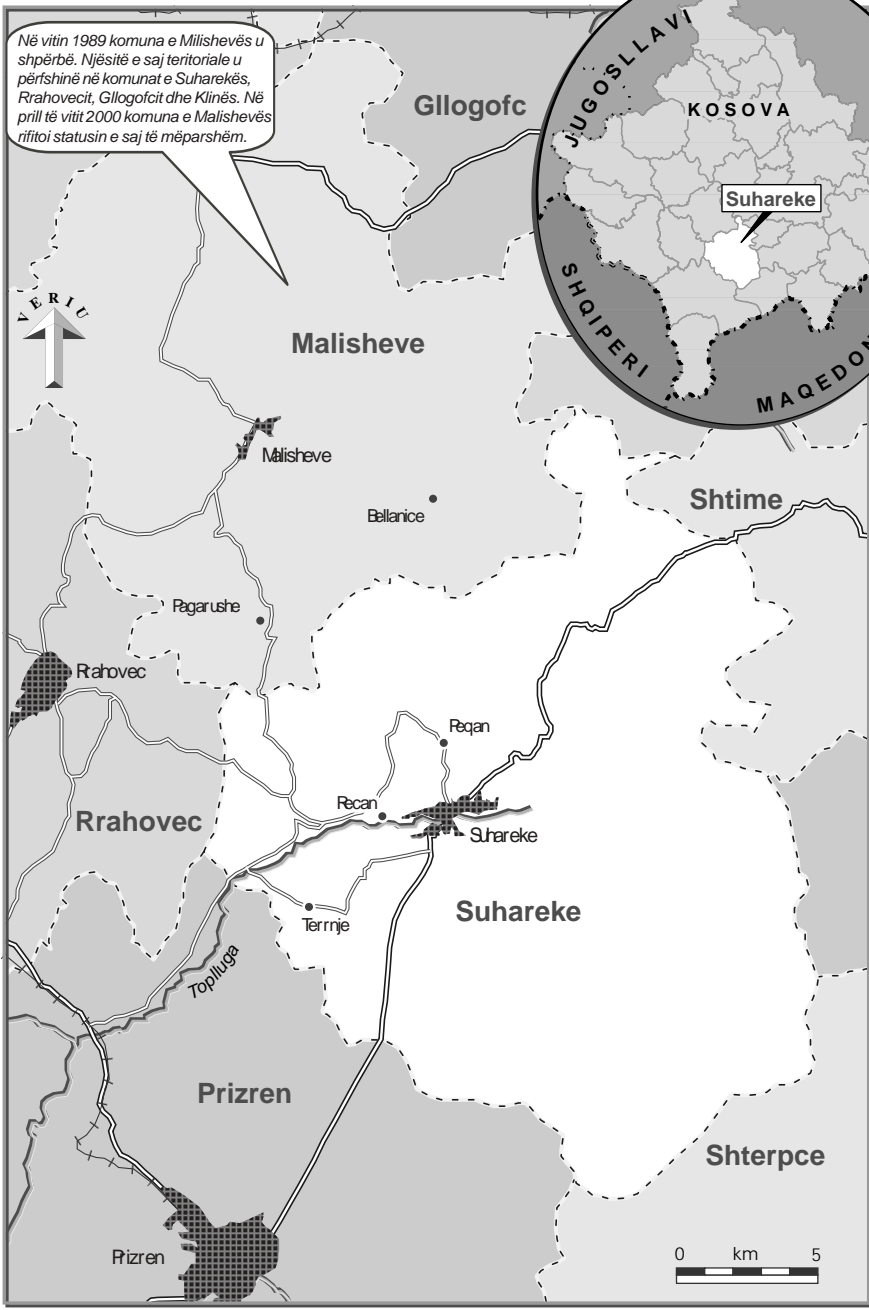 Në vitin 1989 komuna e Milishevës u
shpërbë. Njësitë e saj teritoriale u
përfshinë në komunat e Suharekës,
Rrahovecit, Gllogofcit dhe Klinës. Në
prill të vitit 2000 komuna e Malishevës
rifitoi statusin e saj të mëparshëm.
Gllogofc
JUGOSLLAVI
KOSOVA
Suhareke
SHQIPERI
MAQEDON
VERIU
Malisheve
Malisheve
Bellanice
Shtime
Pagarushe
Rrahovec
Peqan
Recan
Suhareke
Rrahovec
Terrnje
Suhareke
Toplluga
Prizren
Shterpce
Prizren
0 km 5